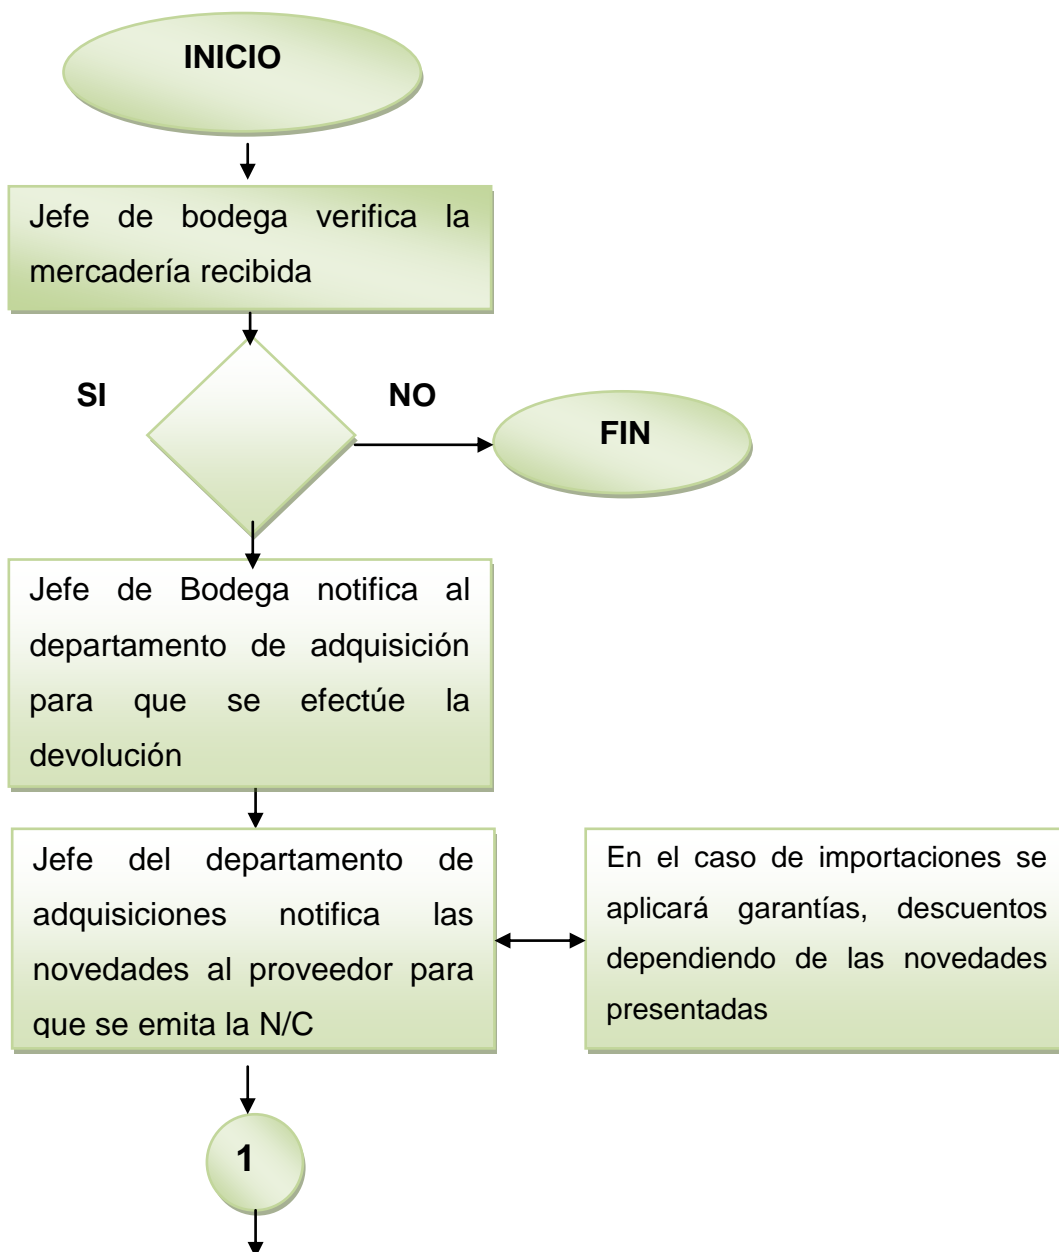 INICIO
Jefe de bodega verifica la
mercadería recibida
SI
NO
FIN
Jefe de Bodega notifica al
departamento de adquisición
para que se efectúe la
devolución
Jefe del departamento de
adquisiciones notifica las
novedades al proveedor para
que se emita la N/C
En el caso de importaciones se
aplicará garantías, descuentos
dependiendo de las novedades
presentadas
1